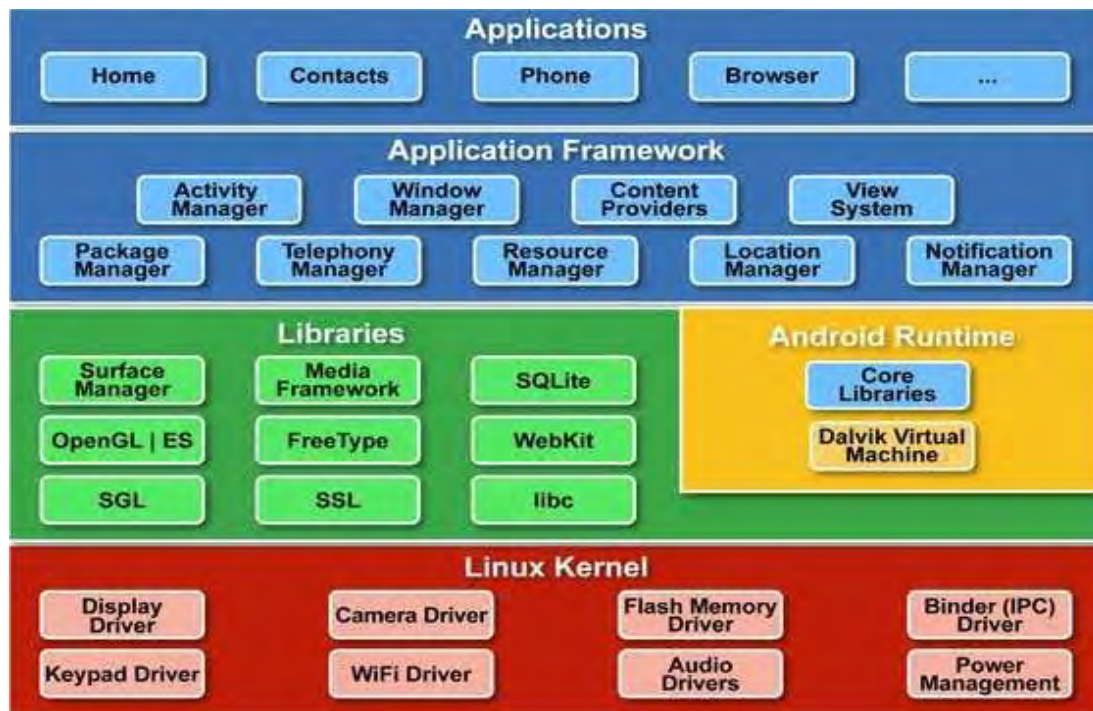 Applications
Home
Contacts
Phone
Browser
...
Application Framework
Activity
Manager
Window
Manager
Content
Providers
View
System
Package
Manager
Telephony
Manager
Resource
Manager
Location
Manager
Notification
Manager
Libraries
Surface
Manager
Media
Framework
SQLite
OpenGL | ES
FreeType
WebKit
SGL
SSL
libc
Android Runtime
Core
Libraries
Dalvik Virtual
Machine
Linux Kernel
Display
Driver
Camera Driver
Flash Memory
Driver
Binder (IPC)
Driver
Keypad Driver
WiFi Driver
Audio
Drivers
Power
Management